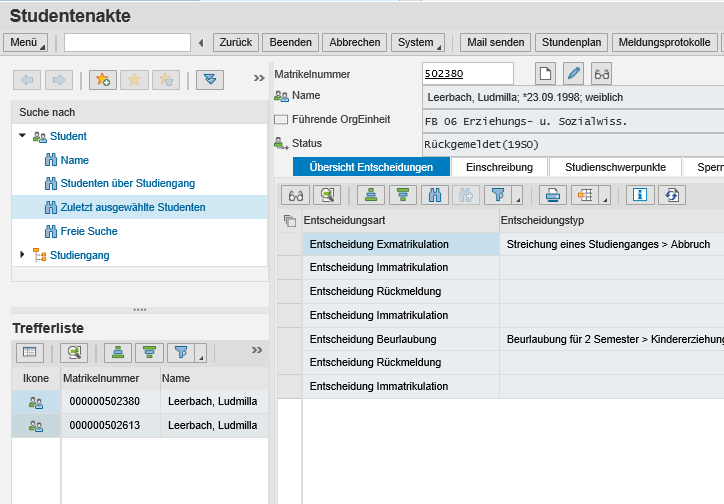 Studentenakte
Menü Zurück Beenden Abbrechen System Mail senden Stundenplan Meldungsprotokolle
Suche nach
Student
Name
Studenten über Studiengang
Zuletzt ausgewählte Studenten
Freie Suche
Studiengang
Trefferliste
Ikone Matrikelnummer Name
000000502380 Leerbach, Ludmilla
000000502613 Leerbach, Ludmilla
Matrikelnummer 502380
Name Leerbach, Ludmilla; *23.09.1998; weiblich
Führende OrgEinheit FB 06 Erziehungs- u. Sozialwiss.
Status Rückgemeldet(19SO)
Übersicht Entscheidungen Einschreibung Studienschwerpunkte Sperr
Entscheidungsart Entscheidungstyp
Entscheidung Exmatrikulation Streichung eines Studienganges > Abbruch
Entscheidung Immatrikulation
Entscheidung Rückmeldung
Entscheidung Immatrikulation
Entscheidung Beurlaubung Beurlaubung für 2 Semester > Kindererziehung
Entscheidung Rückmeldung
Entscheidung Immatrikulation